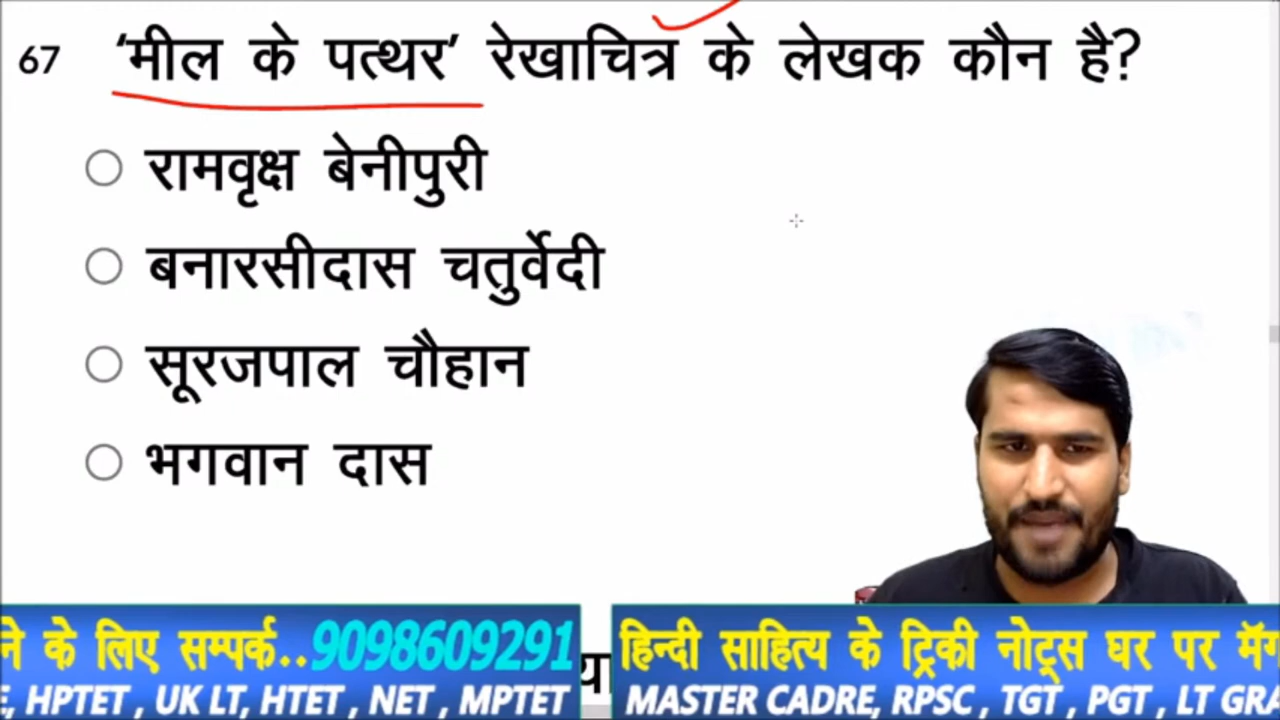 67 ‘मील के पत्थर’ रेखाचित्र के लेखक कौन है?
रामवृक्ष बेनीपुरी
बनारसीदास चतुर्वेदी
सूरजपाल चौहान
भगवान दास
के लिए सम्पर्क..9098609291
हिन्दी साहित्य के ट्रिकी नोट्स घर पर
HPTET , UK LT, HTET , NET , MPTET
MASTER CADRE, RPSC , TGT , PGT , LT